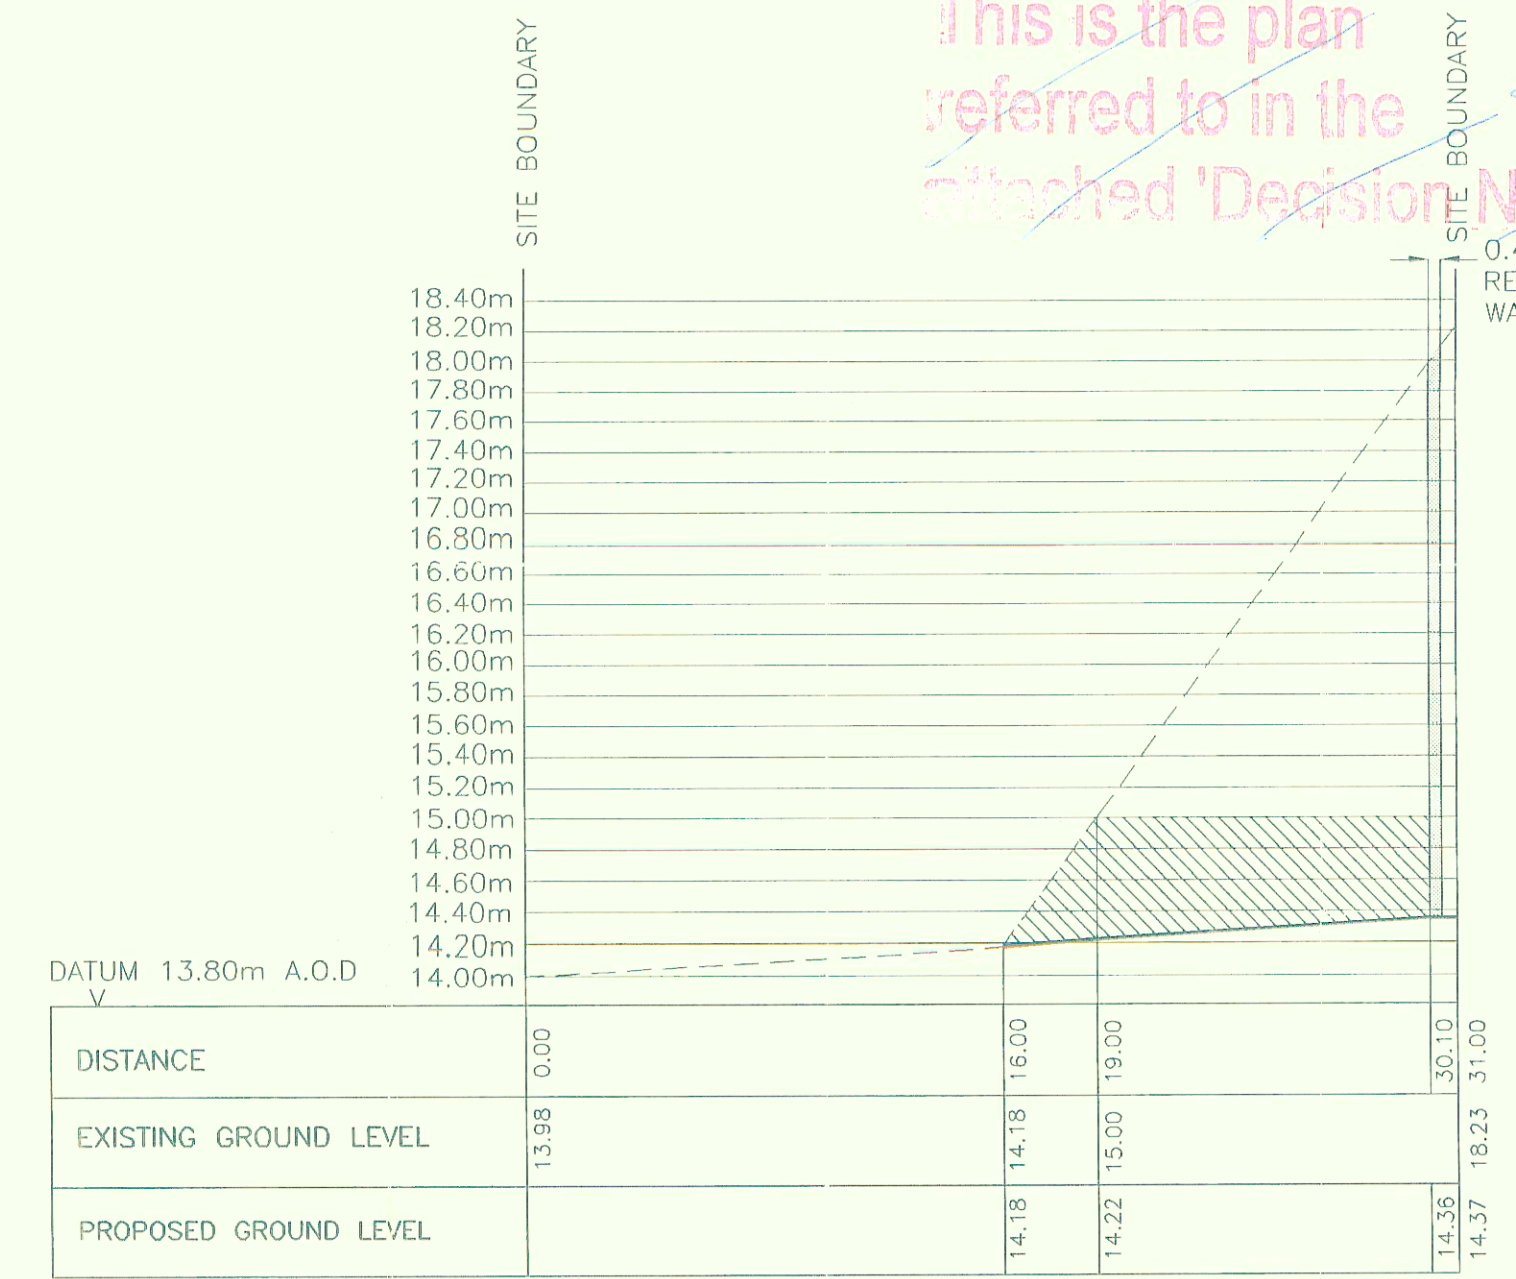 This is the plan
referred to in the
attached 'Decision N
SITE BOUNDARY
SITE BOUNDARY
0.4
RE
WA
18.40m
18.20m
18.00m
17.80m
17.60m
17.40m
17.20m
17.00m
16.80m
16.60m
16.40m
16.20m
16.00m
15.80m
15.60m
15.40m
15.20m
15.00m
14.80m
14.60m
14.40m
14.20m
14.00m
DATUM 13.80m A.O.D
DISTANCE 0.00 16.00 19.00 30.10 31.00
EXISTING GROUND LEVEL 13.98 14.18 15.00 18.23
PROPOSED GROUND LEVEL 14.18 14.22 14.36 14.37